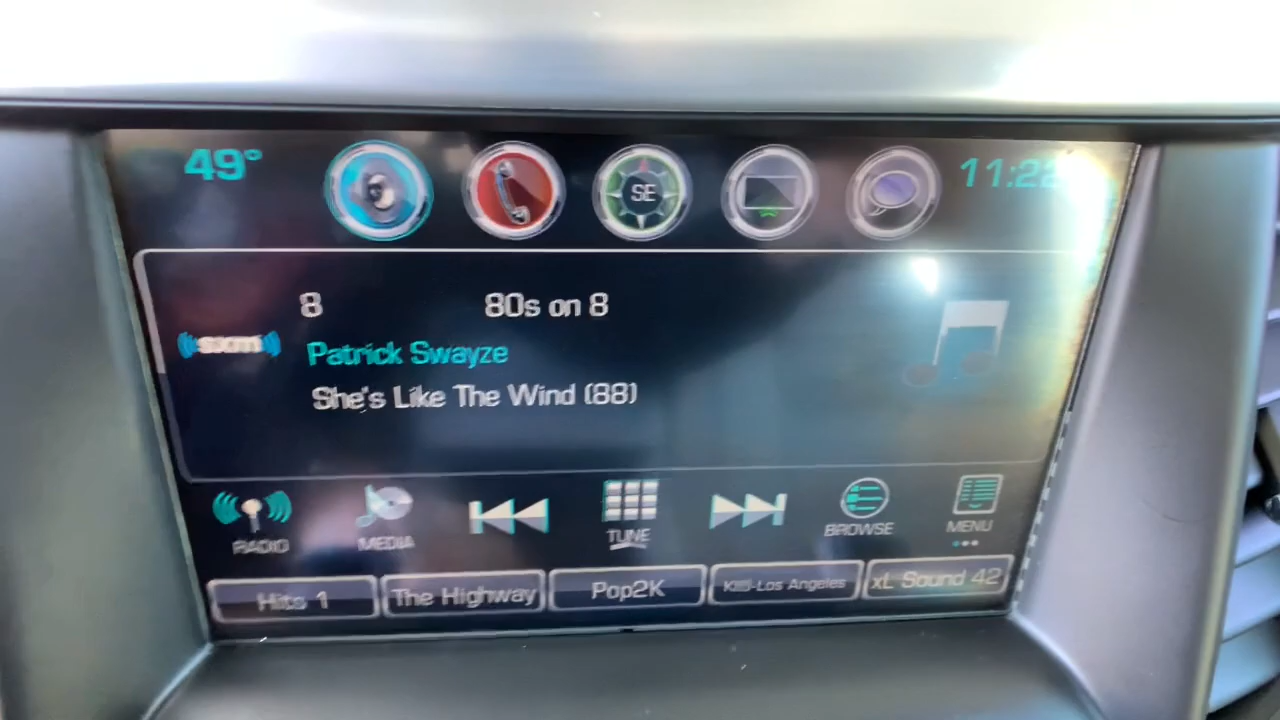 49°
SE
11:22
8 80s on 8
((sxm))
Patrick Swayze
She's Like The Wind (88)
RADIO
MEDIA
TUNE
BROWSE
MENU
Hits 1
The Highway
Pop2K
KIIS-Los Angeles
xL Sound 42